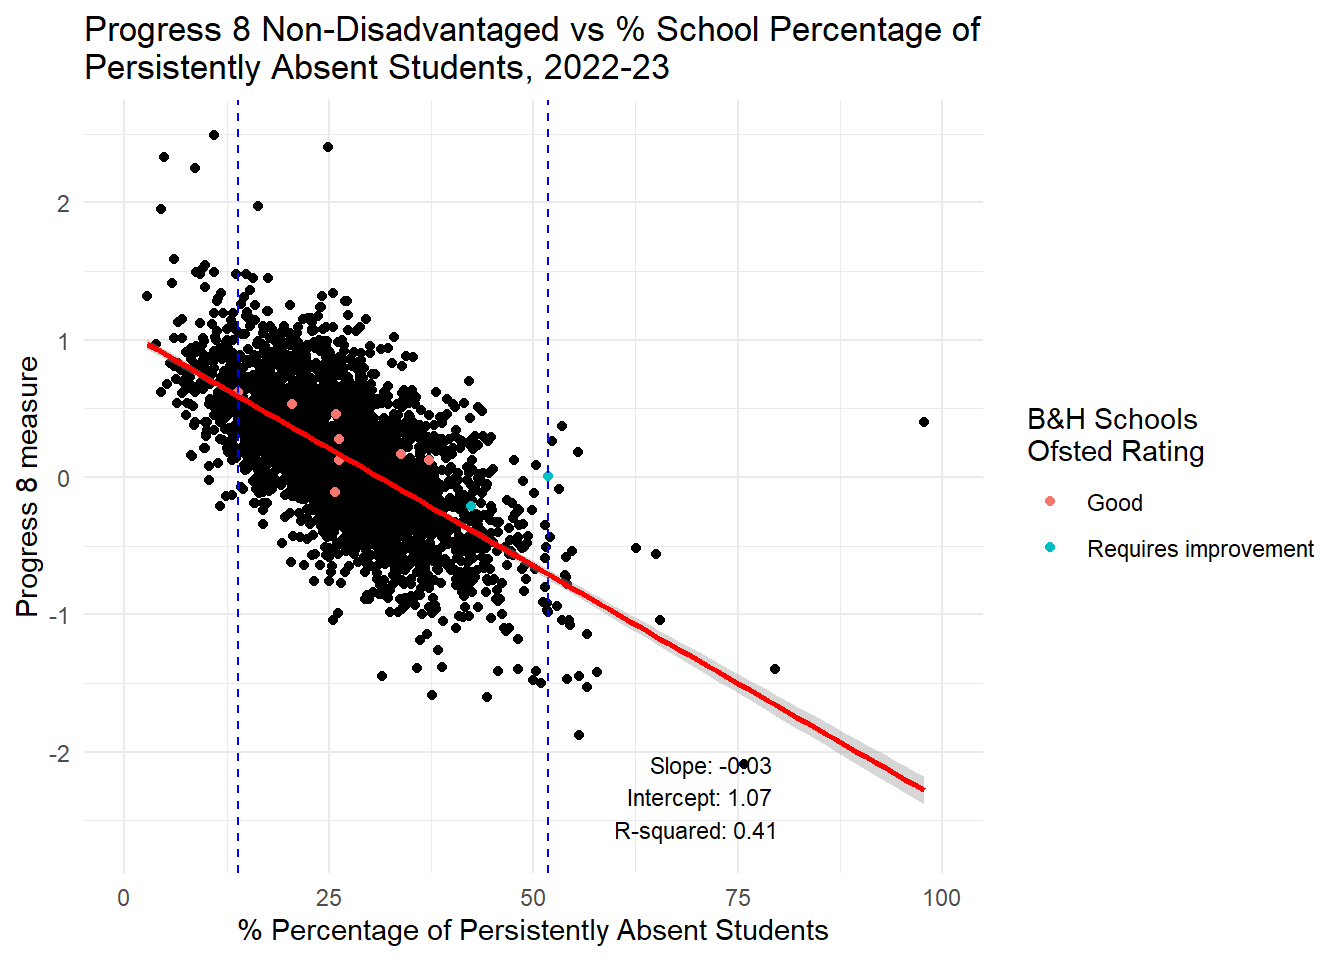 Progress 8 Non-Disadvantaged vs % School Percentage of
Persistently Absent Students, 2022-23
Progress 8 measure
2
1
0
-1
-2
Slope: -0.03
Intercept: 1.07
R-squared: 0.41
0
25
50
75
100
% Percentage of Persistently Absent Students
B&H Schools
Ofsted Rating
Good
Requires improvement